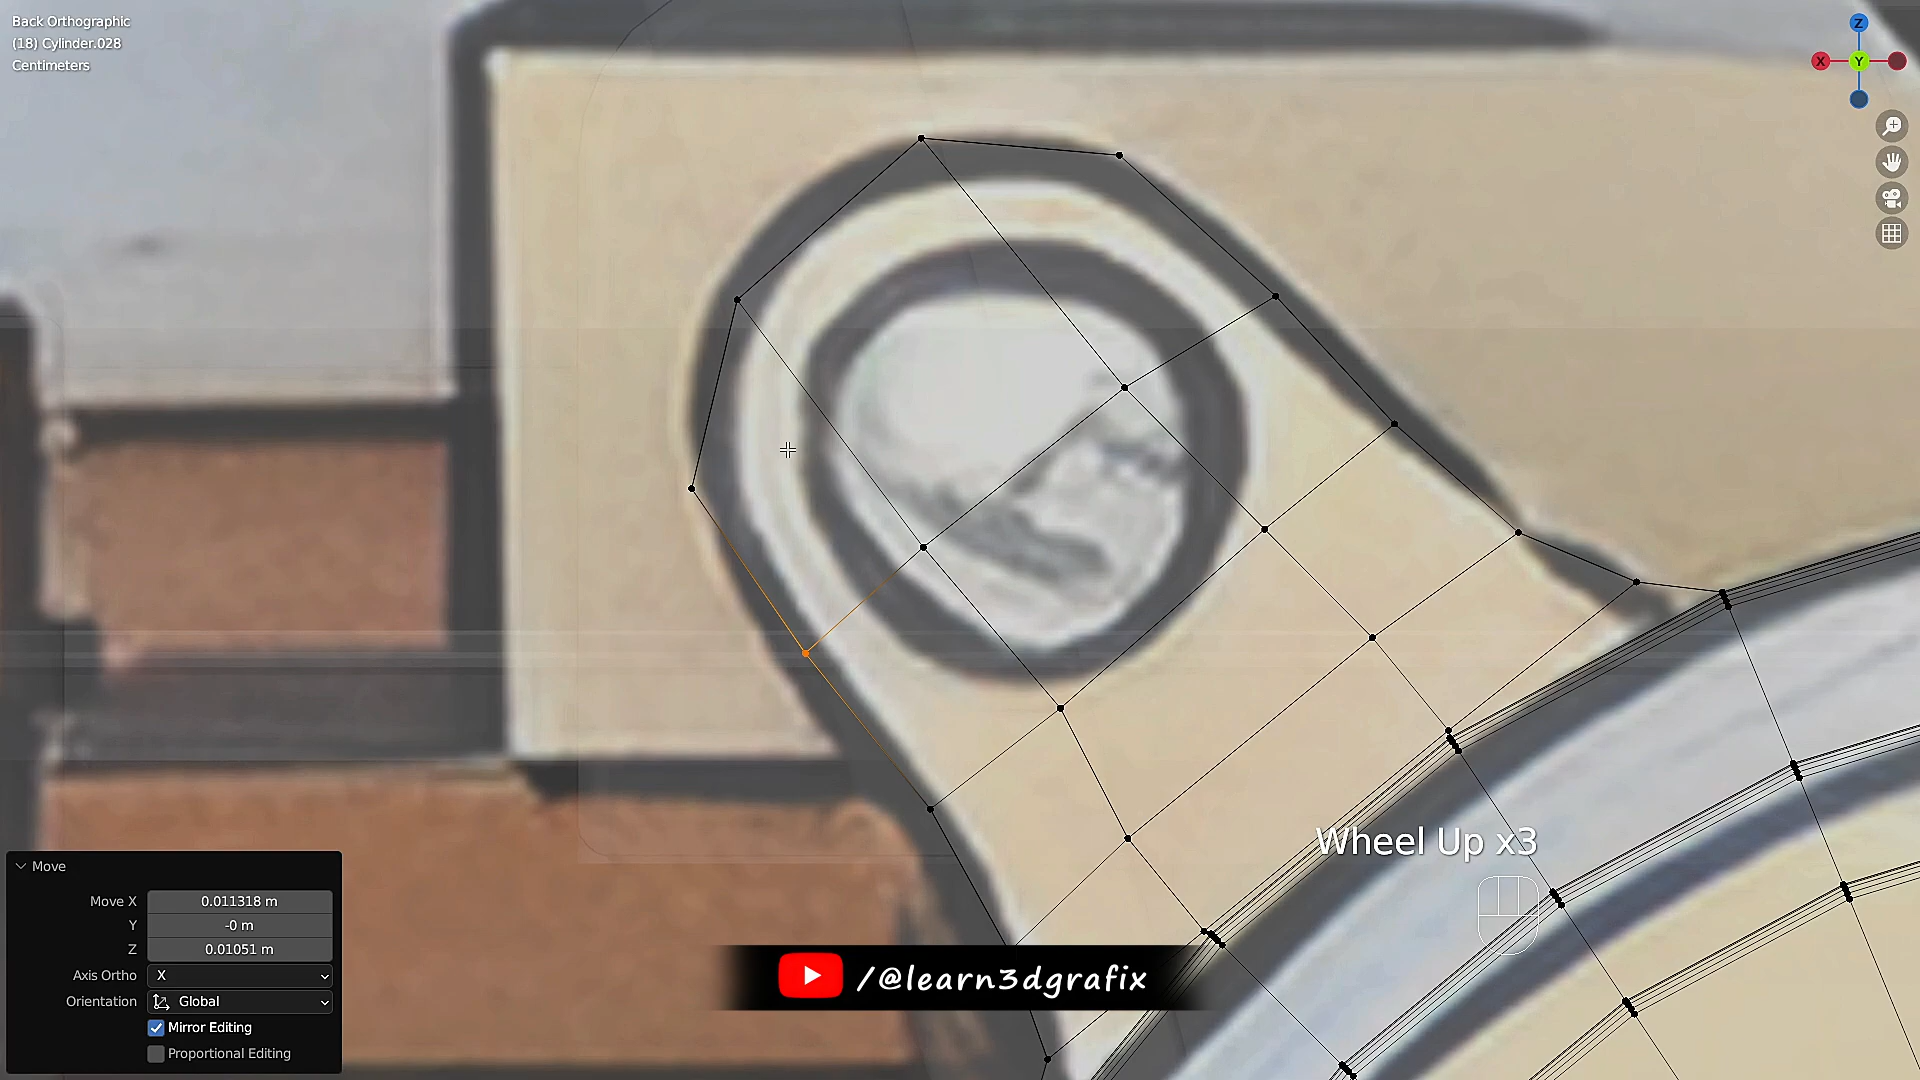 Back Orthographic
(18) Cylinder.028
Centimeters
Z
X
Y
Wheel Up x3
Move
Move X 0.011318 m
Y -0 m
Z 0.01051 m
Axis Ortho X
Orientation Global
Mirror Editing
Proportional Editing
/@learn3dgrafix